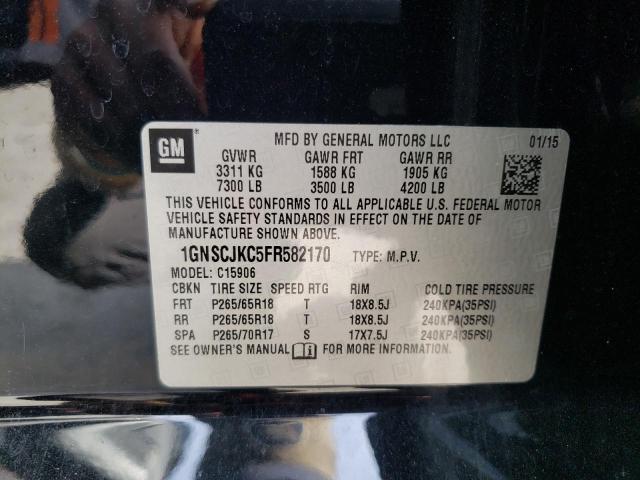 GM
MFD BY GENERAL MOTORS LLC 01/15
GVWR GAWR FRT GAWR RR
3311 KG 1588 KG 1905 KG
7300 LB 3500 LB 4200 LB
THIS VEHICLE CONFORMS TO ALL APPLICABLE U.S. FEDERAL MOTOR
VEHICLE SAFETY STANDARDS IN EFFECT ON THE DATE OF
MANUFACTURE SHOWN ABOVE.
1GNSCJKC5FR582170 TYPE: M.P.V.
MODEL: C15906
CBKN TIRE SIZE SPEED RTG RIM COLD TIRE PRESSURE
FRT P265/65R18 T 18X8.5J 240KPA(35PSI)
RR P265/65R18 T 18X8.5J 240KPA(35PSI)
SPA P265/70R17 S 17X7.5J 240KPA(35PSI)
SEE OWNER'S MANUAL FOR MORE INFORMATION.